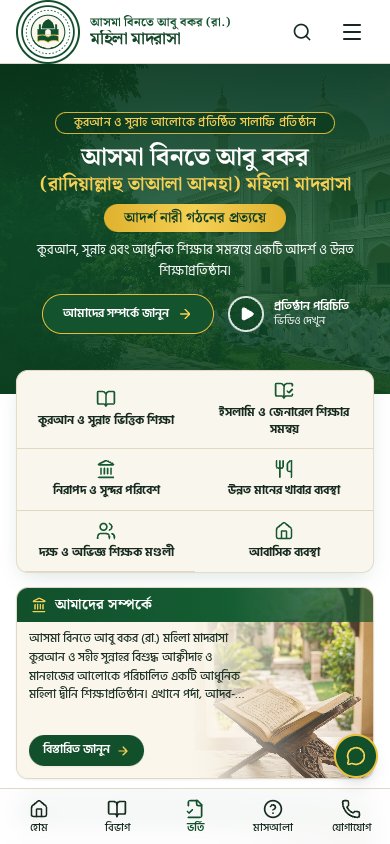 আসমা বিনতে আবু বকর (রা.)
মহিলা মাদরাসা
কুরআন ও সুন্নাহ আলোকে প্রতিষ্ঠিত সালাফি প্রতিষ্ঠান
আসমা বিনতে আবু বকর
(রাদিয়াল্লাহু তাআলা আনহা) মহিলা মাদরাসা
আদর্শ নারী গঠনের প্রত্যয়ে
কুরআন, সুন্নাহ এবং আধুনিক শিক্ষার সমন্বয়ে একটি আদর্শ ও উন্নত
শিক্ষাপ্রতিষ্ঠান।
আমাদের সম্পর্কে জানুন
প্রতিষ্ঠান পরিচিতি
ভিডিও দেখুন
কুরআন ও সুন্নাহ ভিত্তিক শিক্ষা
ইসলামি ও জেনারেল শিক্ষার
সমন্বয়
নিরাপদ ও সুন্দর পরিবেশ
উন্নত মানের খাবার ব্যবস্থা
দক্ষ ও অভিজ্ঞ শিক্ষক মণ্ডলী
আবাসিক ব্যবস্থা
আমাদের সম্পর্কে
আসমা বিনতে আবু বকর (রা.) মহিলা মাদরাসা
কুরআন ও সহীহ সুন্নাহর বিশুদ্ধ আক্বীদাহ ও
মানহাজের আলোকে পরিচালিত একটি আধুনিক
মহিলা দ্বীনি শিক্ষাপ্রতিষ্ঠান। এখানে পর্দা, আদব-...
বিস্তারিত জানুন
হোম
বিভাগ
ভর্তি
মাসআলা
যোগাযোগ